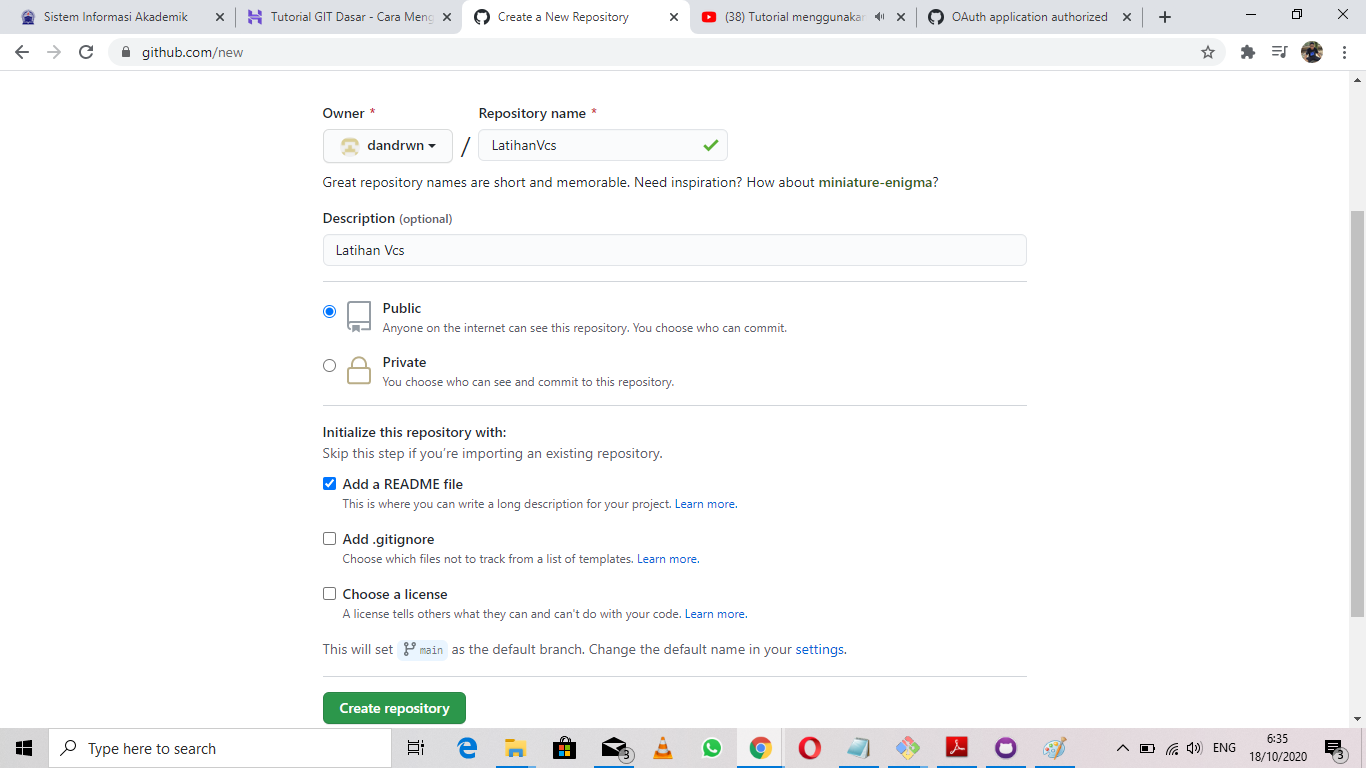 Sistem Informasi Akademik
Tutorial GIT Dasar - Cara Meng
Create a New Repository
(38) Tutorial menggunakan
OAuth application authorized
github.com/new
Owner *
Repository name *
dandrwn
/
LatihanVcs
Great repository names are short and memorable. Need inspiration? How about miniature-enigma?
Description (optional)
Latihan Vcs
Public
Anyone on the internet can see this repository. You choose who can commit.
Private
You choose who can see and commit to this repository.
Initialize this repository with:
Skip this step if you're importing an existing repository.
Add a README file
This is where you can write a long description for your project. Learn more.
Add .gitignore
Choose which files not to track from a list of templates. Learn more.
Choose a license
A license tells others what they can and can't do with your code. Learn more.
This will set main as the default branch. Change the default name in your settings.
Create repository
Type here to search
3
ENG
6:35
18/10/2020
3